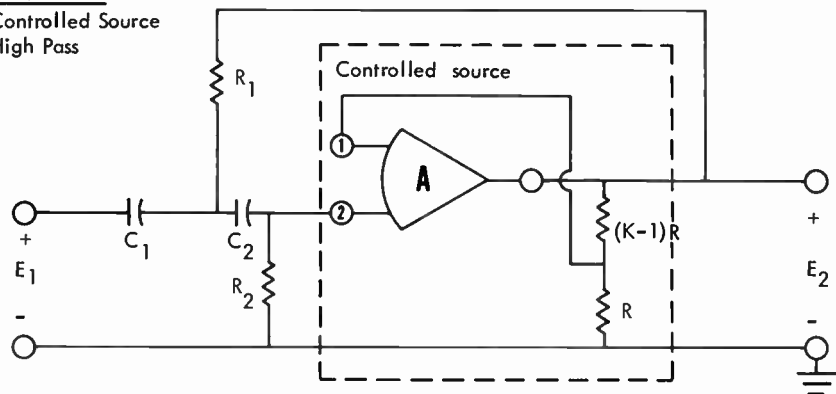 Controlled Source
High Pass
R1
Controlled source
1
A
2
(K-1)R
+
C1
C2
+
E1
R2
E2
-
R
-